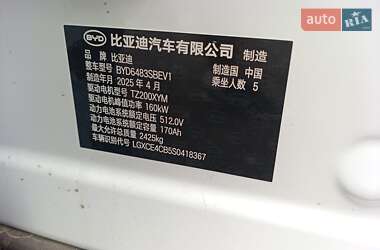 auto RIA.com
BYD 比亚迪汽车有限公司 制造
品牌 比亚迪 制造国 中国
整车型号 BYD6483SBEV1 乘坐人数 5
制造年月 2025 年 4 月
驱动电机型号 TZ200XYM
驱动电机峰值功率 160kW
动力电池系统额定电压 512.0V
动力电池系统额定容量 170Ah
最大允许总质量 2425kg
车辆识别代号 LGXCE4CB5S0418367